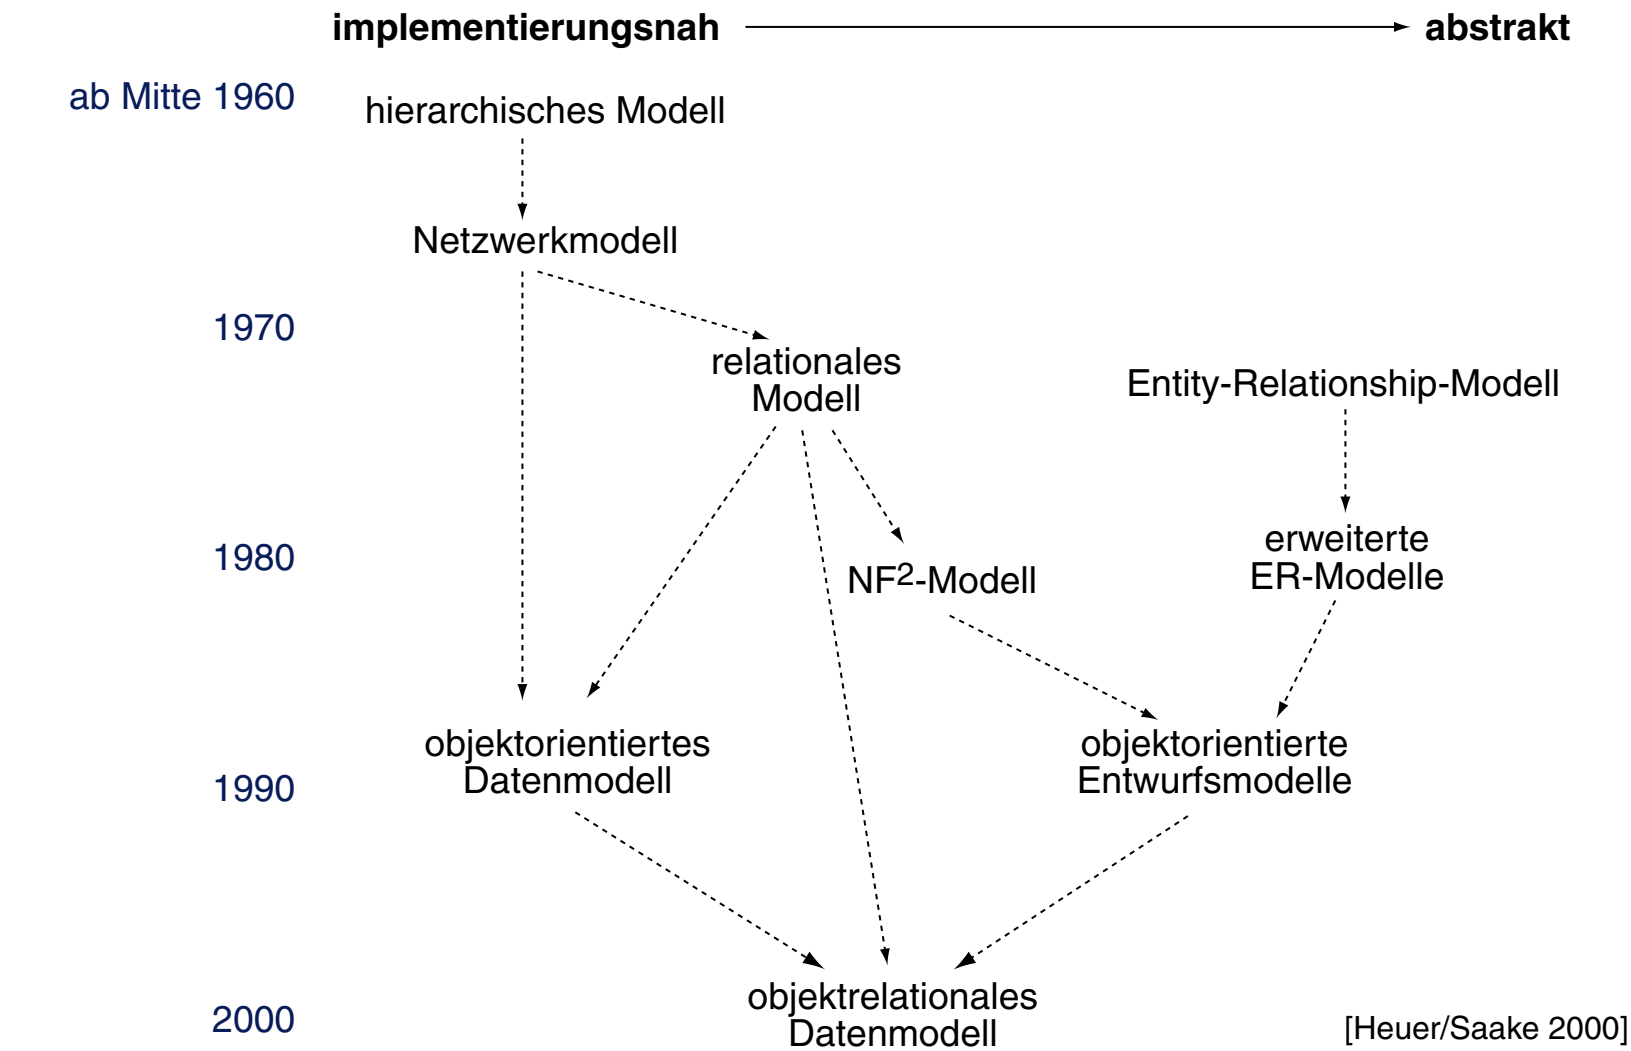 implementierungsnah
abstrakt
ab Mitte 1960
hierarchisches Modell
Netzwerkmodell
1970
relationales
Modell
Entity-Relationship-Modell
erweiterte
ER-Modelle
1980
NF²-Modell
objektorientiertes
Datenmodell
objektorientierte
Entwurfsmodelle
1990
objektrelationales
Datenmodell
2000
[Heuer/Saake 2000]